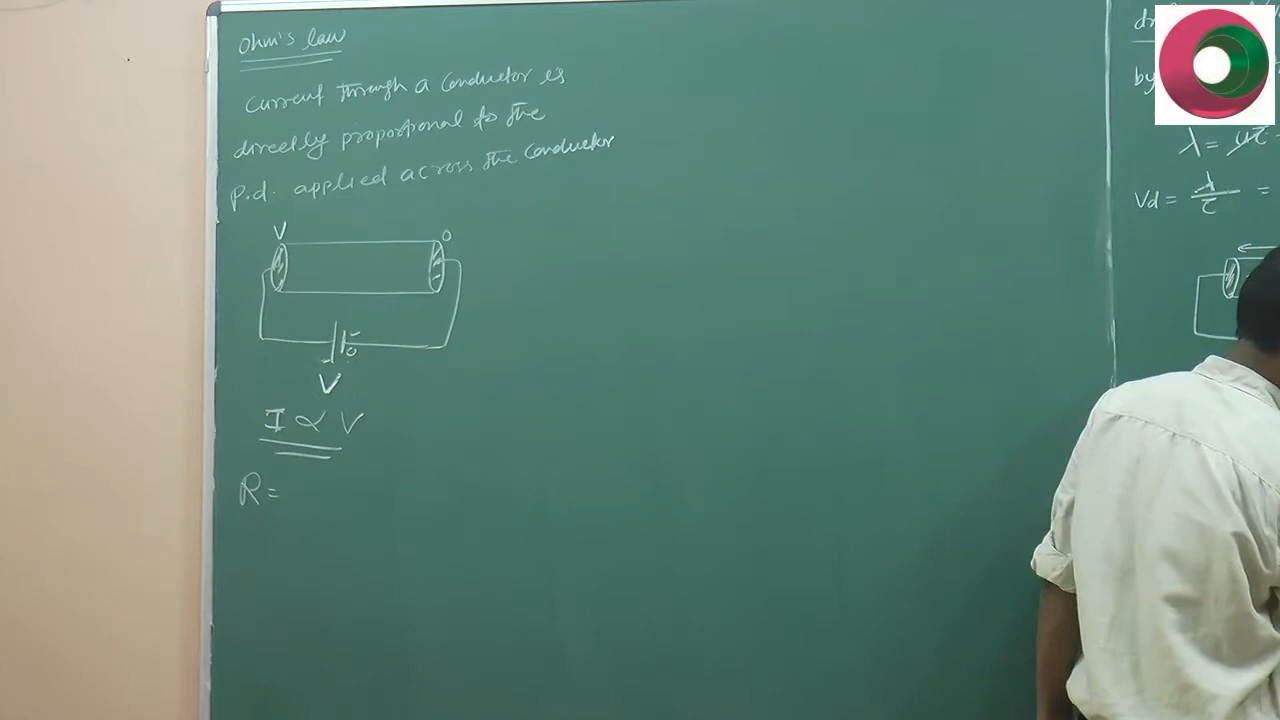 Ohm's law
Current through a conductor is
directly proportional to the
p.d. applied across the conductor
V
0
V
I ∝ V
R =
by
λ =
Vd = λ/τ =